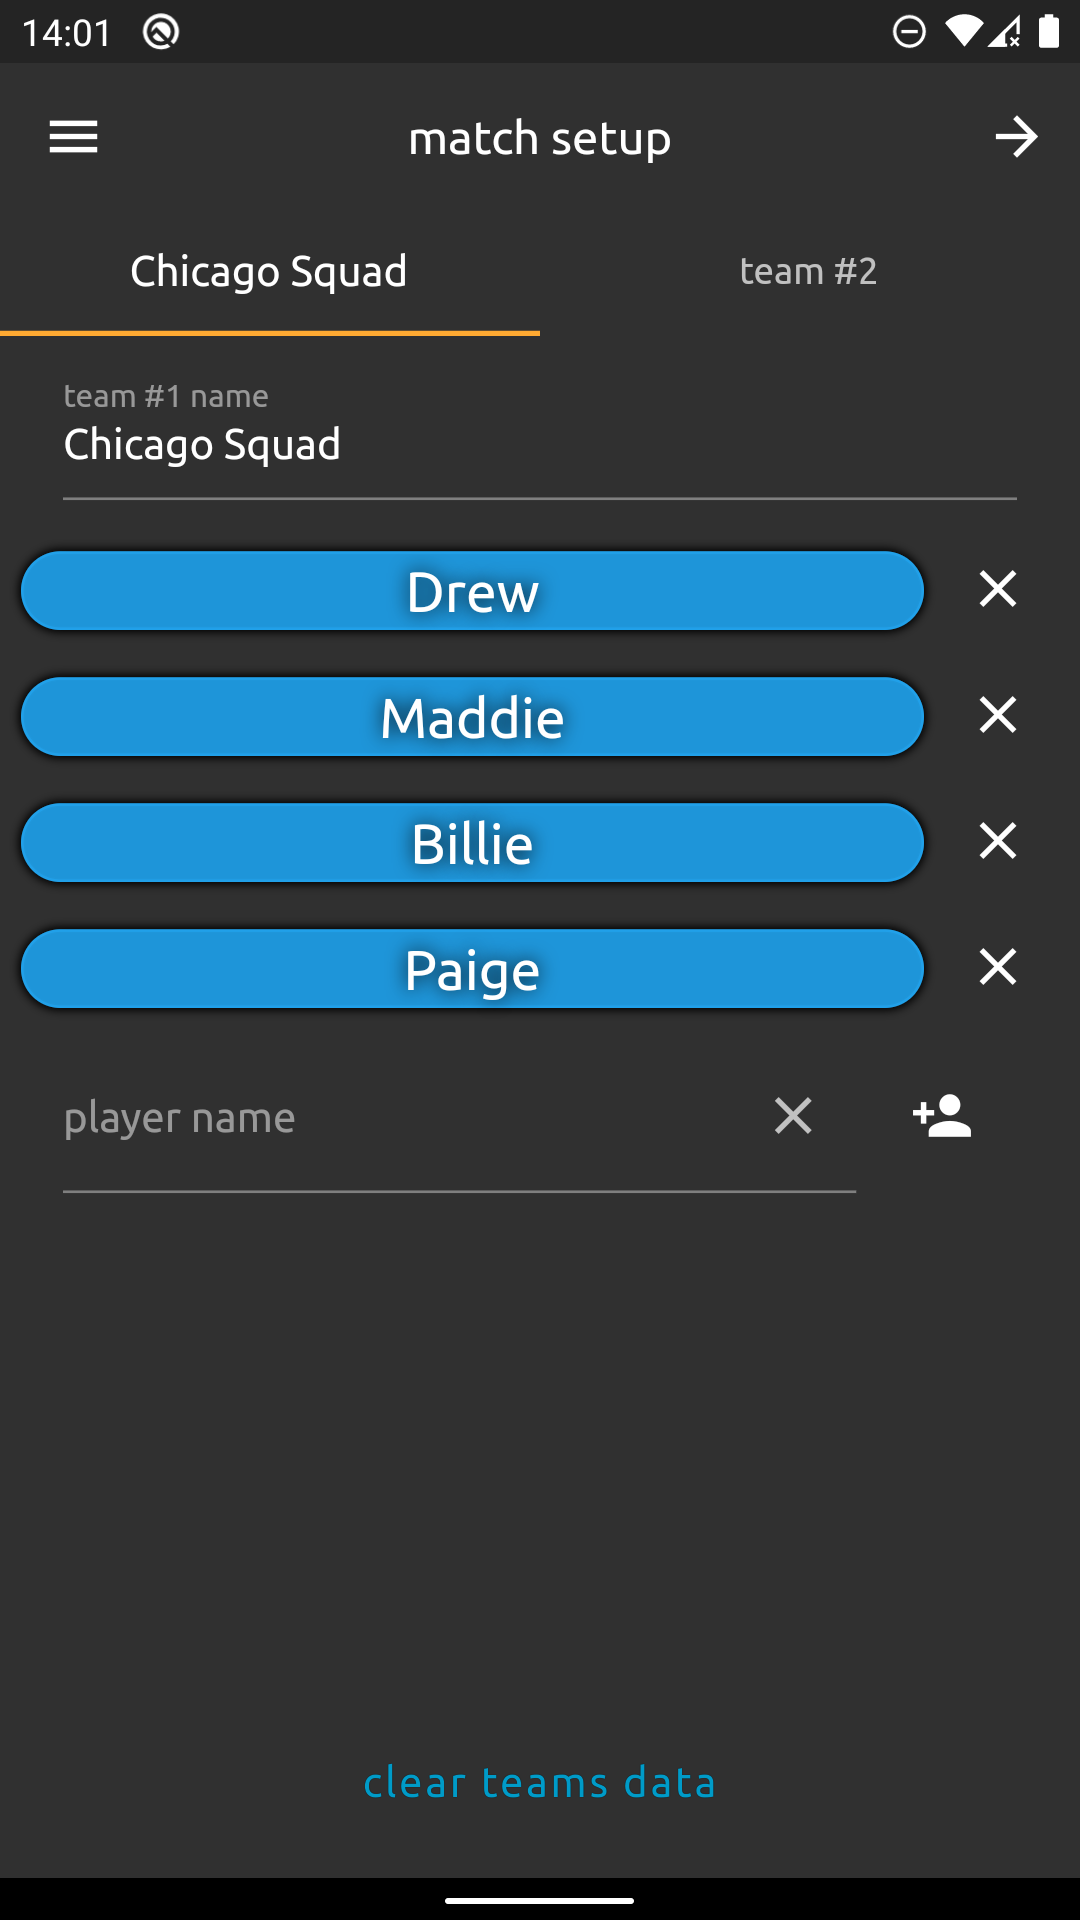 14:01
match setup
Chicago Squad
team #2
team #1 name
Chicago Squad
Drew
Maddie
Billie
Paige
player name
clear teams data